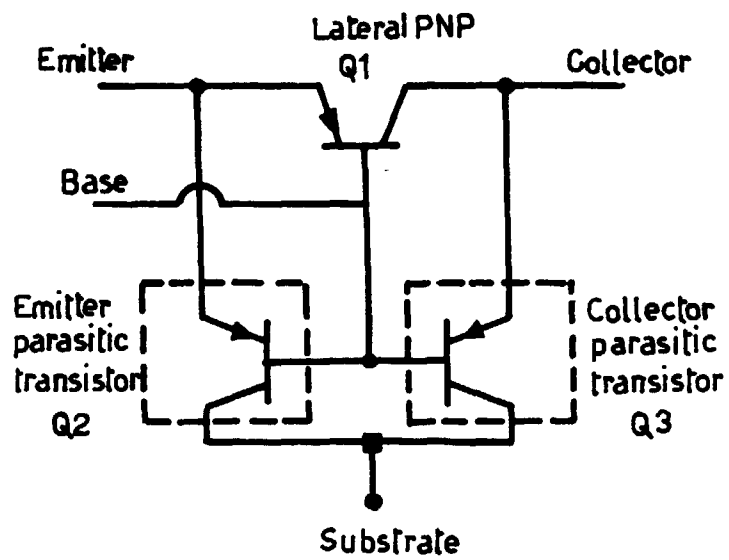 Lateral PNP
Q1
Emitter
Collector
Base
Emitter
parasitic
transistor
Q2
Collector
parasitic
transistor
Q3
Substrate